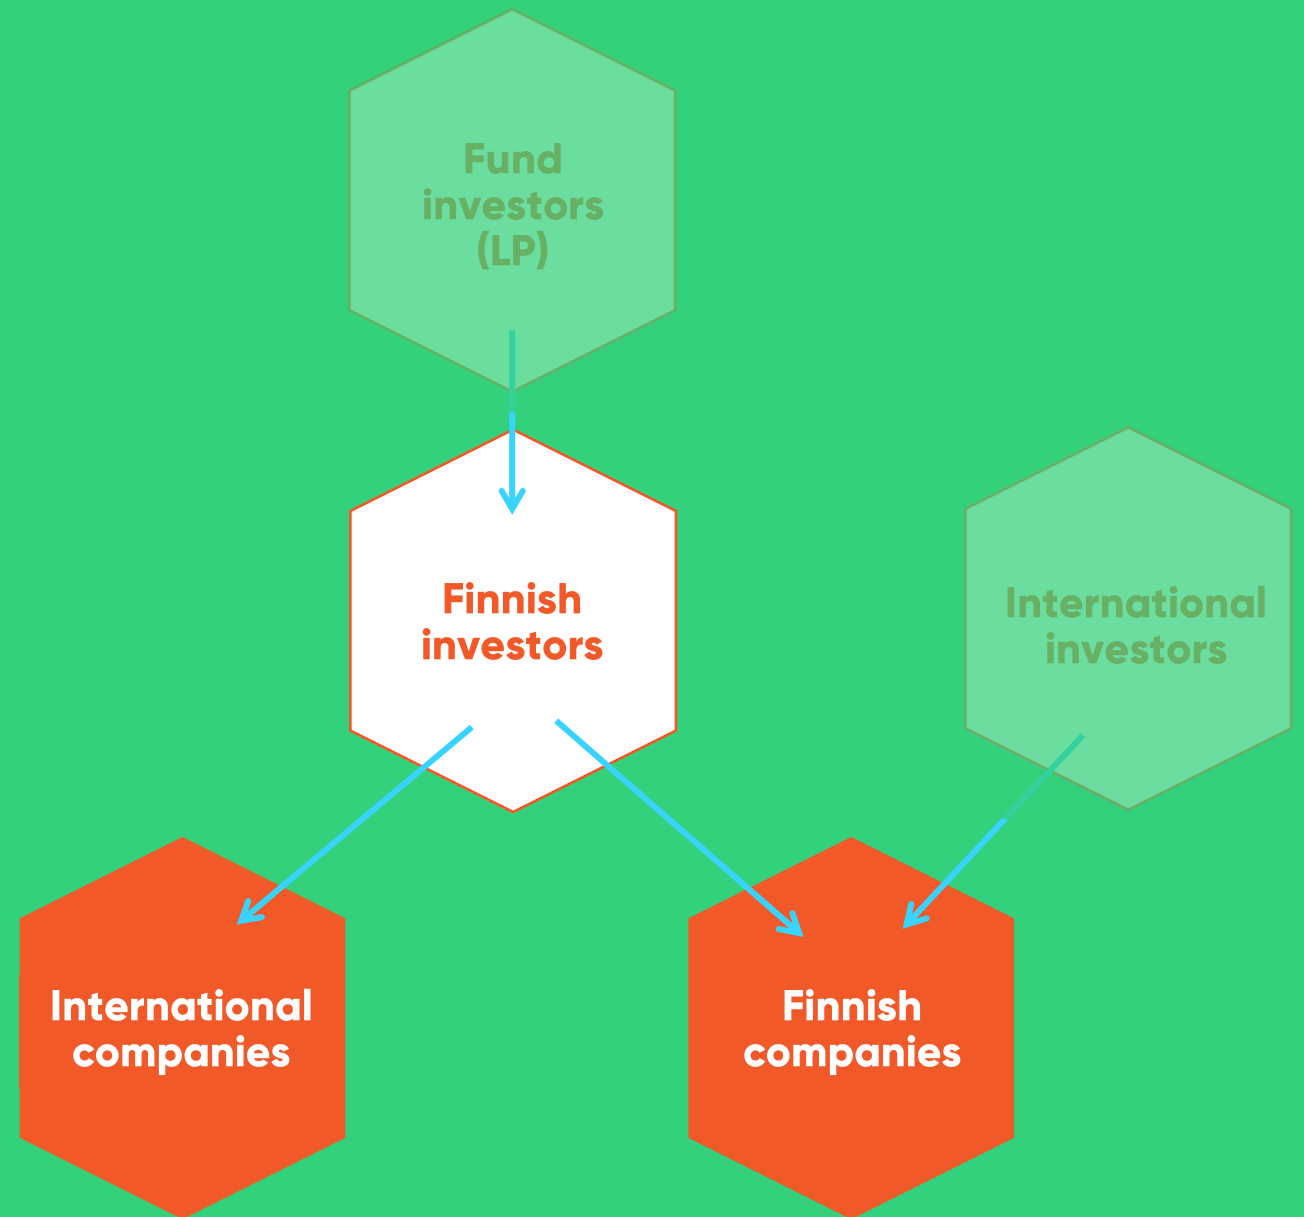 Fund
investors
(LP)
Finnish
investors
International
investors
International
companies
Finnish
companies